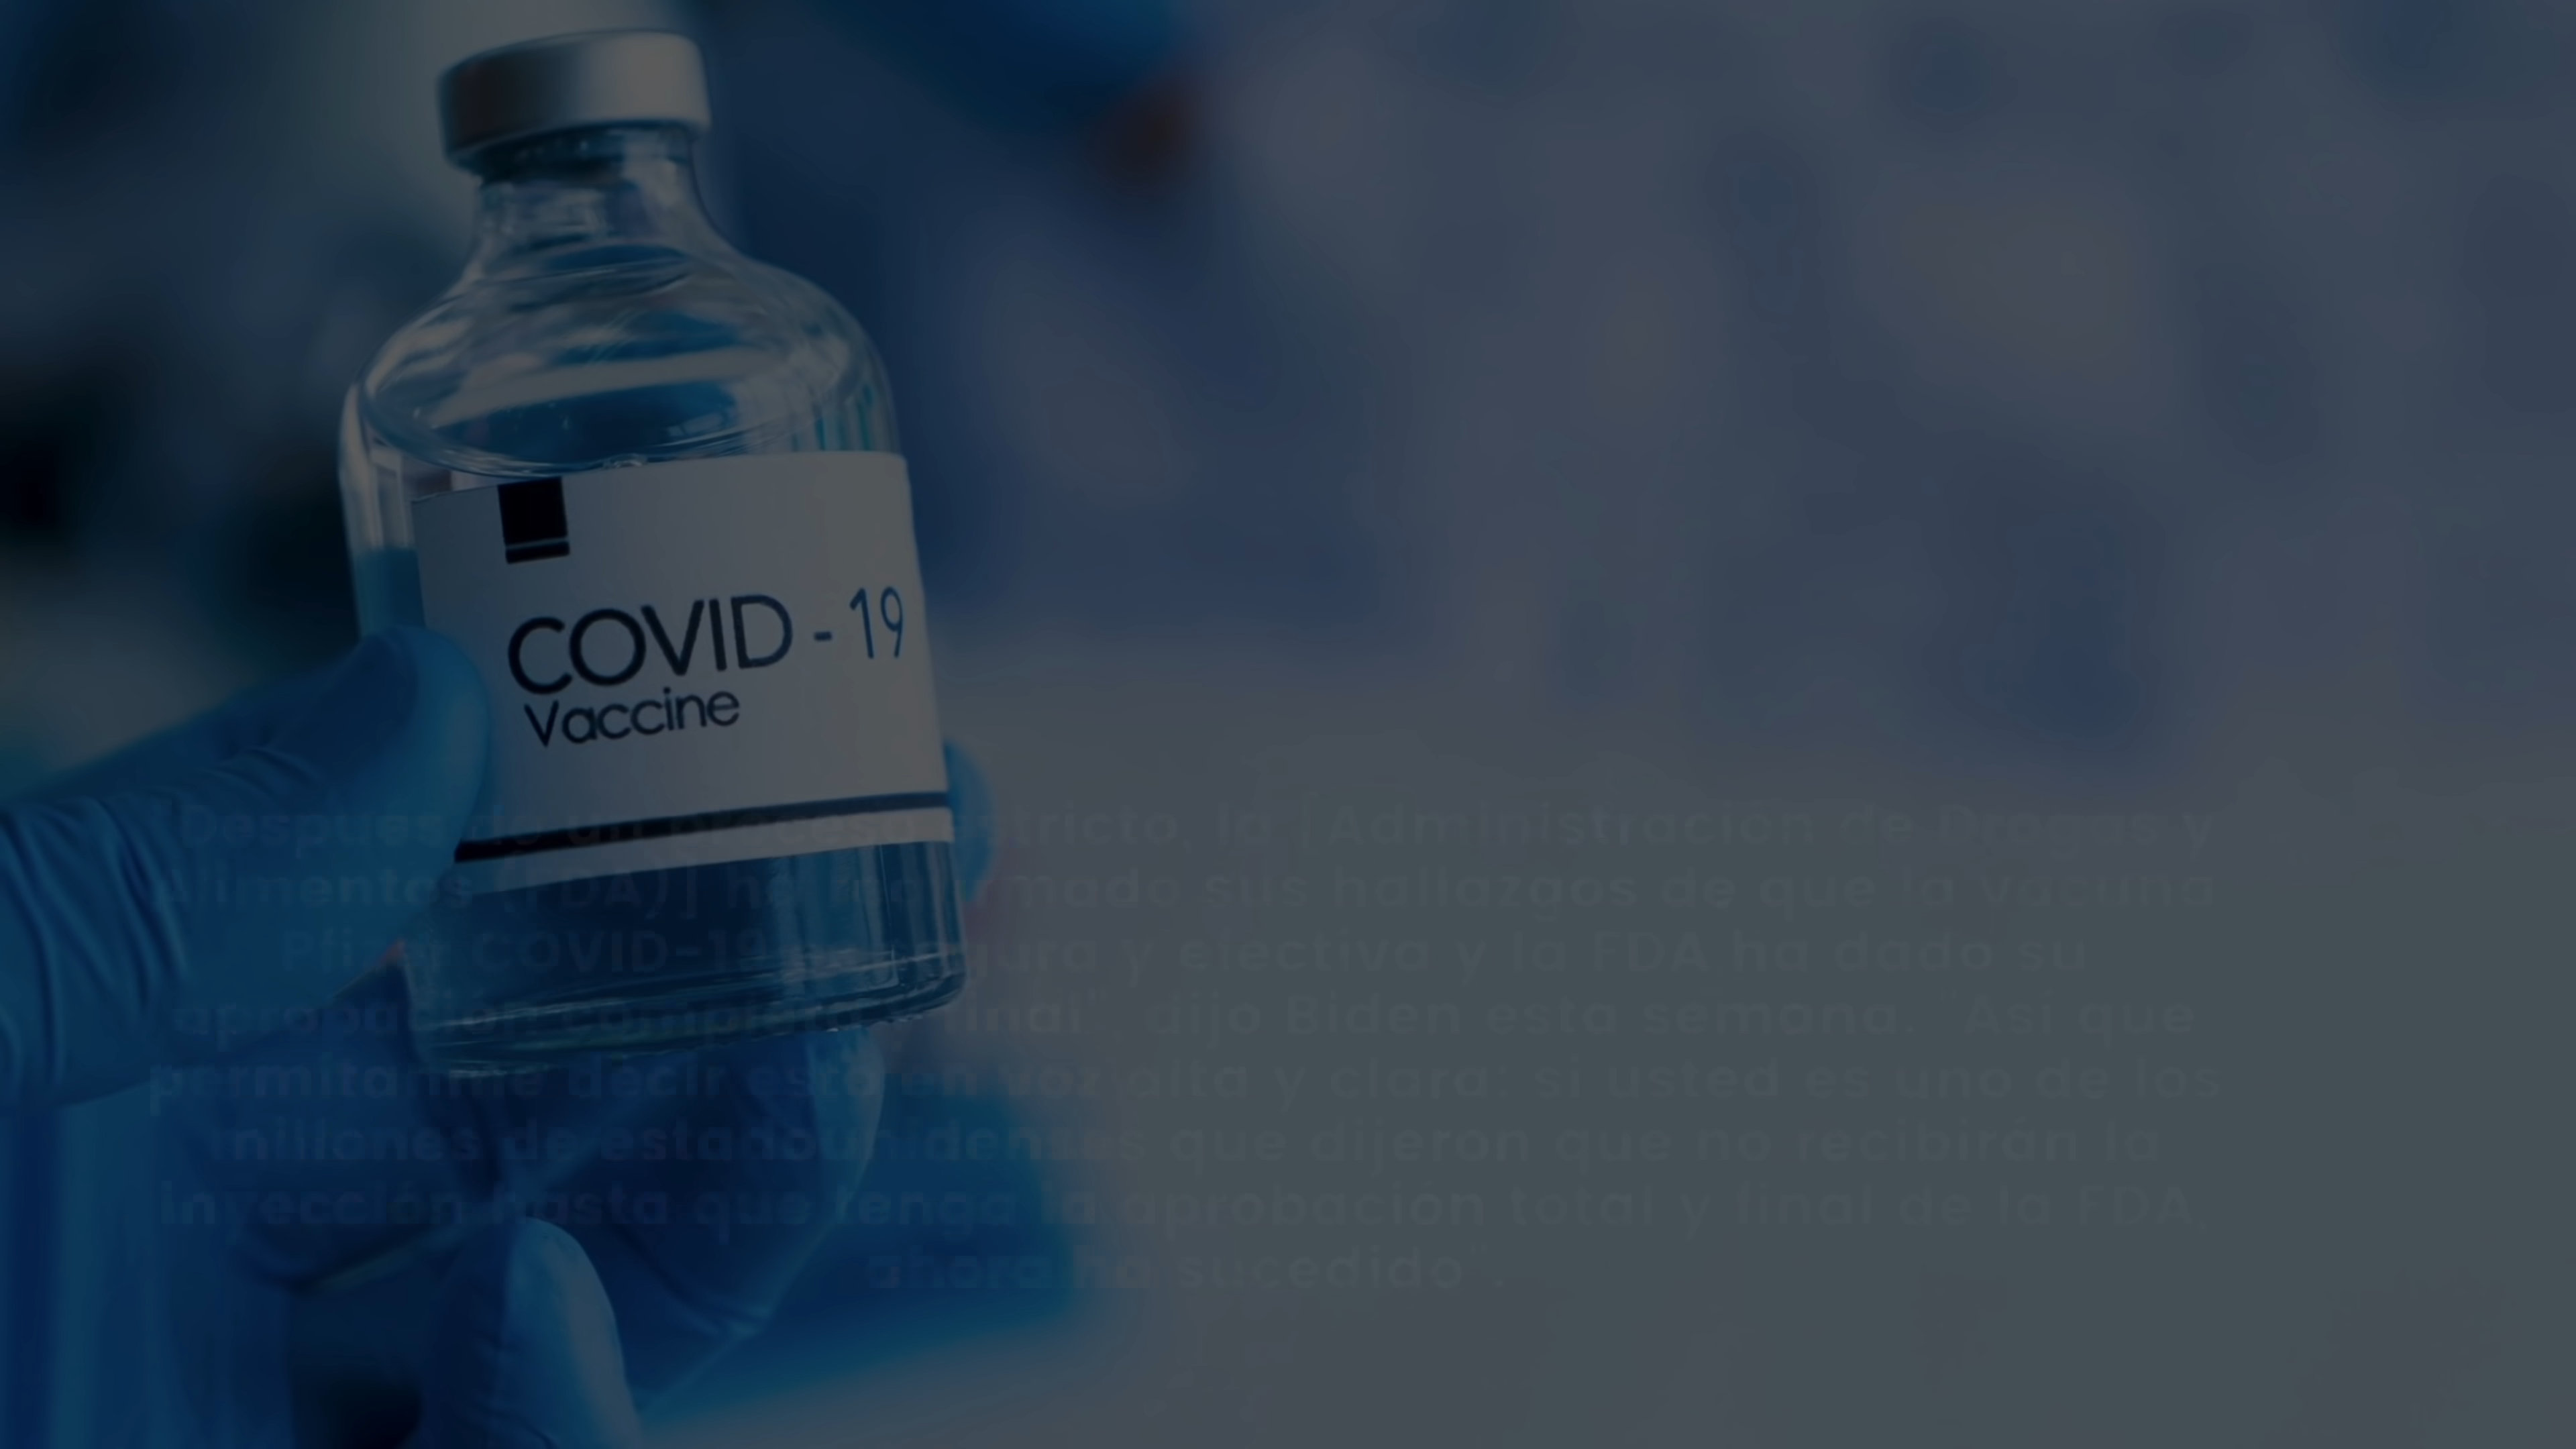 COVID - 19
Vaccine
Después de un proceso estricto, la [Administración de Drogas y
Alimentos (FDA)] ha reafirmado sus hallazgos de que la vacuna
Pfizer COVID-19 es segura y efectiva y la FDA ha dado su
aprobación completa y final", dijo Biden esta semana. "Así que
permítanme decir esto en voz alta y clara: si usted es uno de los
millones de estadounidenses que dijeron que no recibirán la
inyección hasta que tenga la aprobación total y final de la FDA,
ahora ha sucedido".